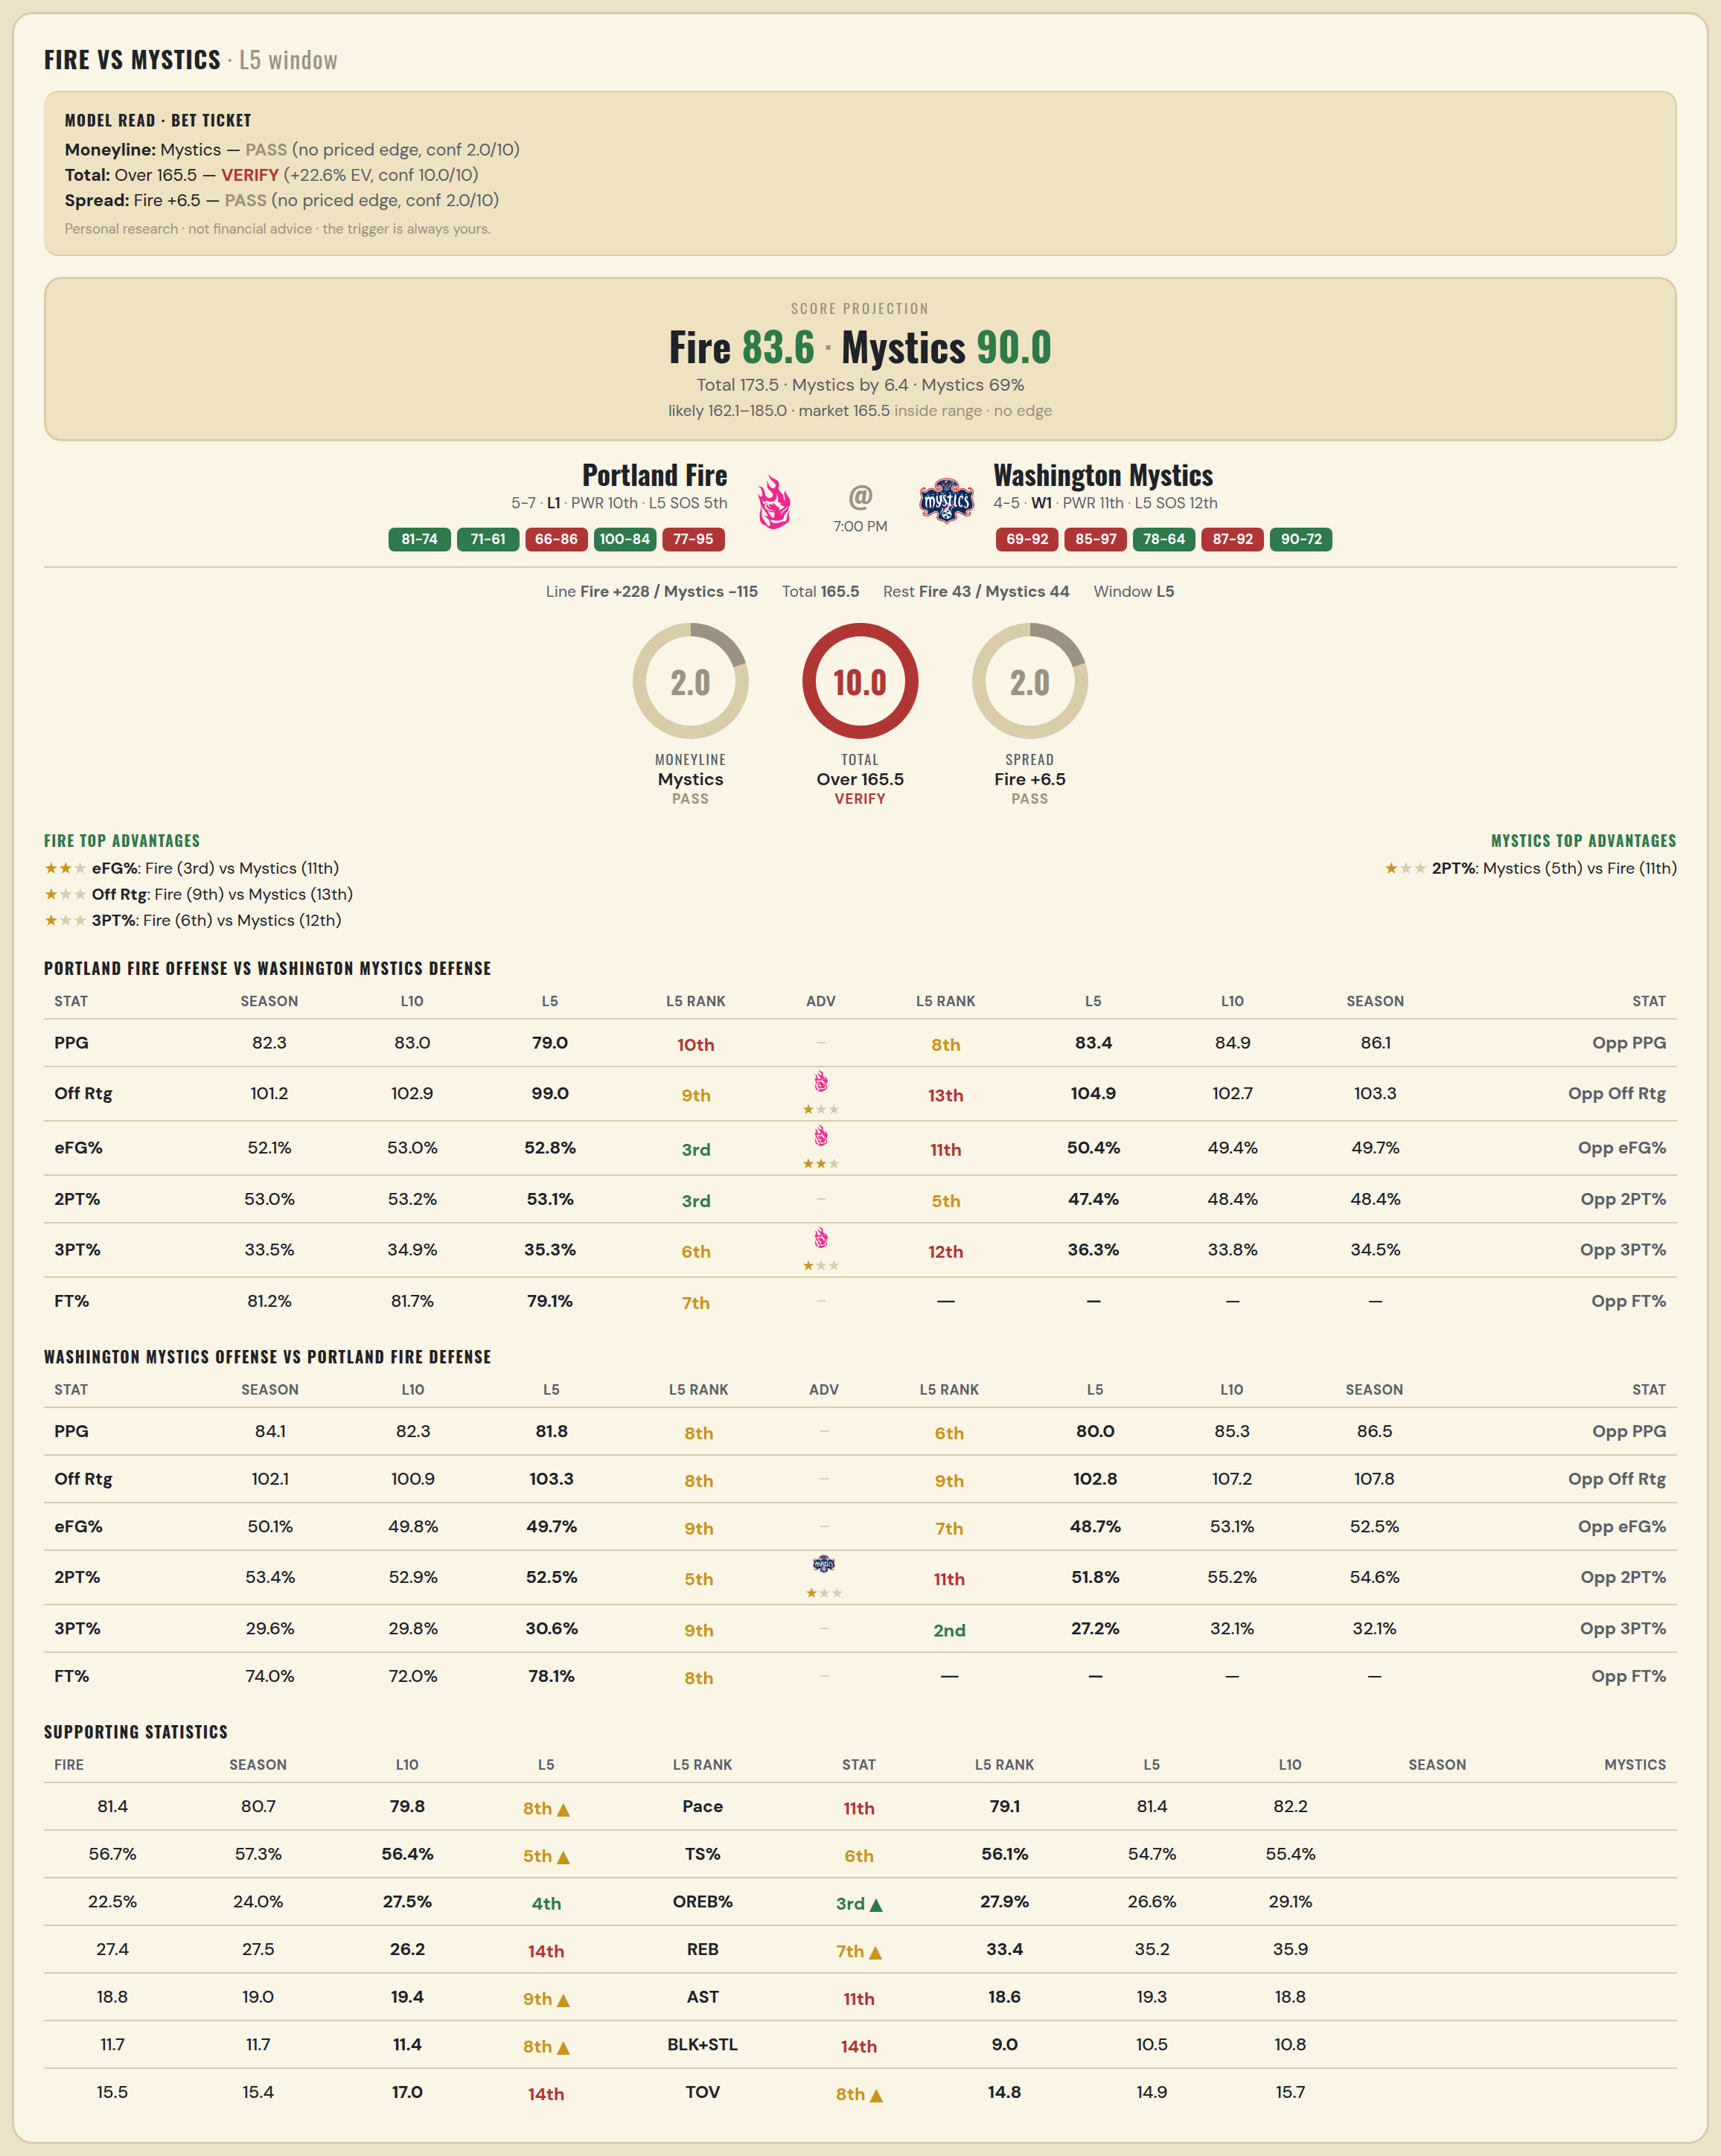 FIRE VS MYSTICS · L5 window
MODEL READ · BET TICKET
Moneyline: Mystics — PASS (no priced edge, conf 2.0/10)
Total: Over 165.5 — VERIFY (+22.6% EV, conf 10.0/10)
Spread: Fire +6.5 — PASS (no priced edge, conf 2.0/10)
Personal research · not financial advice · the trigger is always yours.
SCORE PROJECTION
Fire 83.6 · Mystics 90.0
Total 173.5 · Mystics by 6.4 · Mystics 69%
likely 162.1–185.0 · market 165.5 inside range · no edge
Portland Fire
5-7 · L1 · PWR 10th · L5 SOS 5th
81-74 71-61 66-86 100-84 77-95
@
7:00 PM
mystics
Washington Mystics
4-5 · W1 · PWR 11th · L5 SOS 12th
69-92 85-97 78-64 87-92 90-72
Line Fire +228 / Mystics -115 Total 165.5 Rest Fire 43 / Mystics 44 Window L5
2.0 10.0 2.0
MONEYLINE TOTAL SPREAD
Mystics Over 165.5 Fire +6.5
PASS VERIFY PASS
FIRE TOP ADVANTAGES
★★★ eFG%: Fire (3rd) vs Mystics (11th)
★★★ Off Rtg: Fire (9th) vs Mystics (13th)
★★★ 3PT%: Fire (6th) vs Mystics (12th)
MYSTICS TOP ADVANTAGES
★★★ 2PT%: Mystics (5th) vs Fire (11th)
PORTLAND FIRE OFFENSE VS WASHINGTON MYSTICS DEFENSE
STAT SEASON L10 L5 L5 RANK ADV L5 RANK L5 L10 SEASON STAT
PPG 82.3 83.0 79.0 10th – 8th 83.4 84.9 86.1 Opp PPG
Off Rtg 101.2 102.9 99.0 9th ★★★ 13th 104.9 102.7 103.3 Opp Off Rtg
eFG% 52.1% 53.0% 52.8% 3rd ★★★ 11th 50.4% 49.4% 49.7% Opp eFG%
2PT% 53.0% 53.2% 53.1% 3rd – 5th 47.4% 48.4% 48.4% Opp 2PT%
3PT% 33.5% 34.9% 35.3% 6th ★★★ 12th 36.3% 33.8% 34.5% Opp 3PT%
FT% 81.2% 81.7% 79.1% 7th – — — — — Opp FT%
WASHINGTON MYSTICS OFFENSE VS PORTLAND FIRE DEFENSE
STAT SEASON L10 L5 L5 RANK ADV L5 RANK L5 L10 SEASON STAT
PPG 84.1 82.3 81.8 8th – 6th 80.0 85.3 86.5 Opp PPG
Off Rtg 102.1 100.9 103.3 8th – 9th 102.8 107.2 107.8 Opp Off Rtg
eFG% 50.1% 49.8% 49.7% 9th – 7th 48.7% 53.1% 52.5% Opp eFG%
2PT% 53.4% 52.9% 52.5% 5th mystics ★★★ 11th 51.8% 55.2% 54.6% Opp 2PT%
3PT% 29.6% 29.8% 30.6% 9th – 2nd 27.2% 32.1% 32.1% Opp 3PT%
FT% 74.0% 72.0% 78.1% 8th – — — — — Opp FT%
SUPPORTING STATISTICS
FIRE SEASON L10 L5 L5 RANK STAT L5 RANK L5 L10 SEASON MYSTICS
81.4 80.7 79.8 8th ▲ Pace 11th 79.1 81.4 82.2
56.7% 57.3% 56.4% 5th ▲ TS% 6th 56.1% 54.7% 55.4%
22.5% 24.0% 27.5% 4th OREB% 3rd ▲ 27.9% 26.6% 29.1%
27.4 27.5 26.2 14th REB 7th ▲ 33.4 35.2 35.9
18.8 19.0 19.4 9th ▲ AST 11th 18.6 19.3 18.8
11.7 11.7 11.4 8th ▲ BLK+STL 14th 9.0 10.5 10.8
15.5 15.4 17.0 14th TOV 8th ▲ 14.8 14.9 15.7